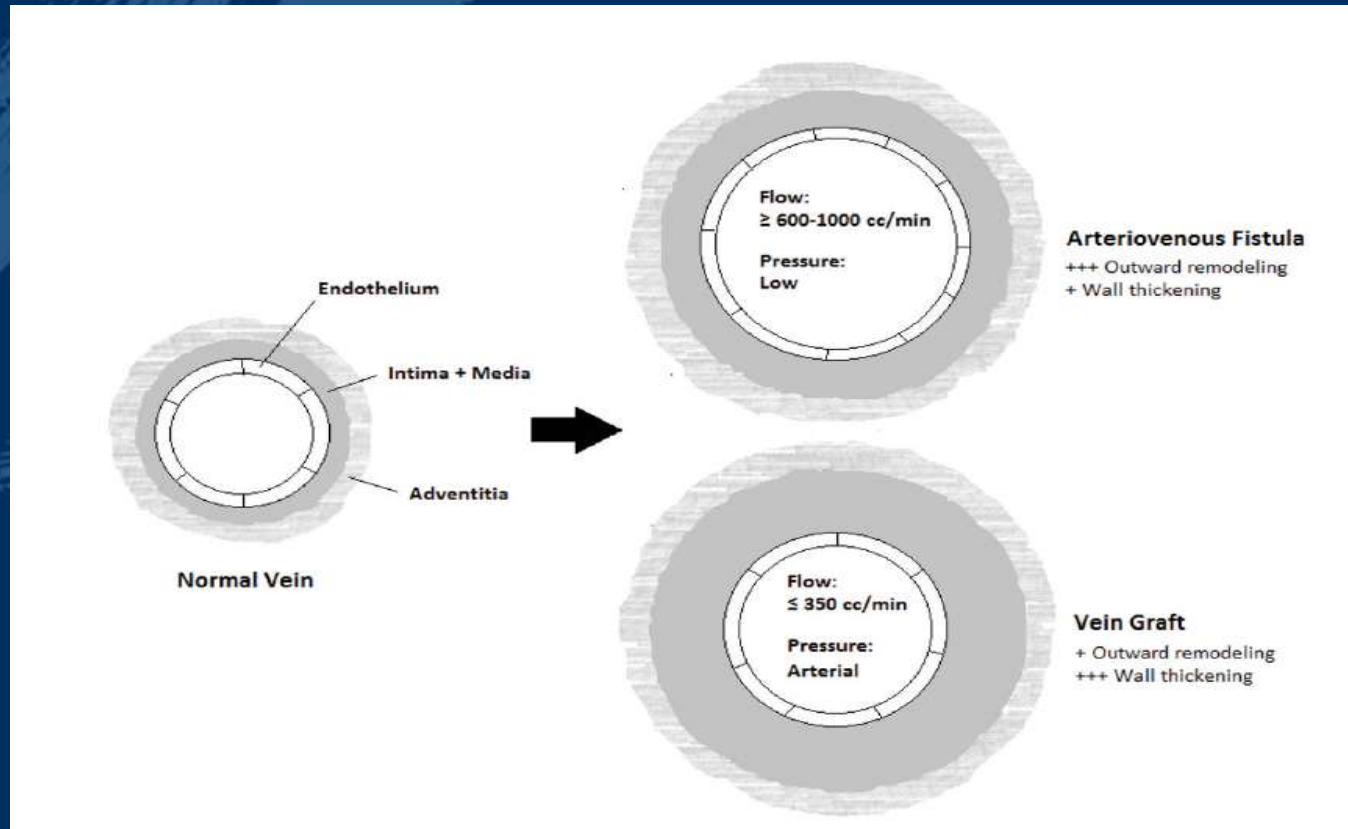 Endothelium
Intima + Media
Adventitia
Normal Vein
Flow:
≥ 600-1000 cc/min
Pressure:
Low
Arteriovenous Fistula
+++ Outward remodeling
+ Wall thickening
Flow:
≤ 350 cc/min
Pressure:
Arterial
Vein Graft
+ Outward remodeling
+++ Wall thickening